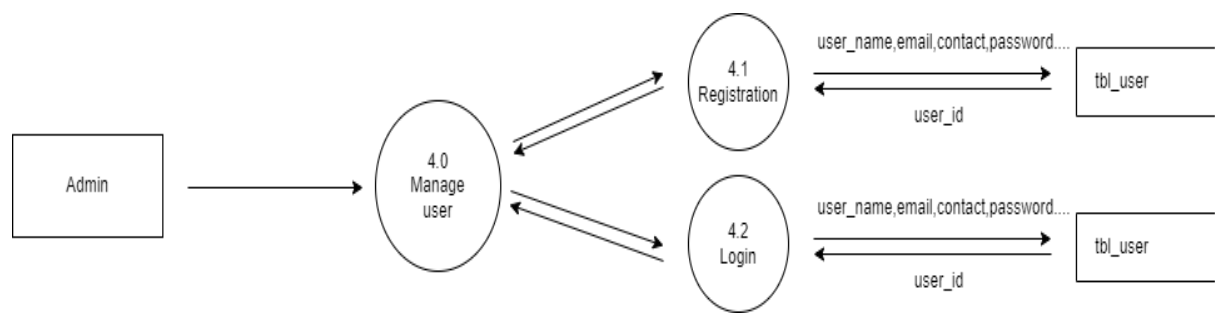 Admin
4.0
Manage
user
4.1
Registration
user_name,email,contact,password....
user_id
tbl_user
4.2
Login
user_name,email,contact,password....
user_id
tbl_user